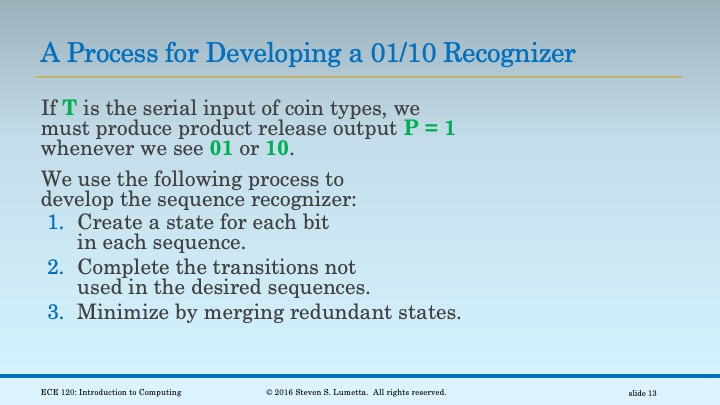 A Process for Developing a 01/10 Recognizer
If T is the serial input of coin types, we
must produce product release output P = 1
whenever we see 01 or 10.
We use the following process to
develop the sequence recognizer:
1. Create a state for each bit
in each sequence.
2. Complete the transitions not
used in the desired sequences.
3. Minimize by merging redundant states.
ECE 120: Introduction to Computing
© 2016 Steven S. Lumetta. All rights reserved.
slide 13